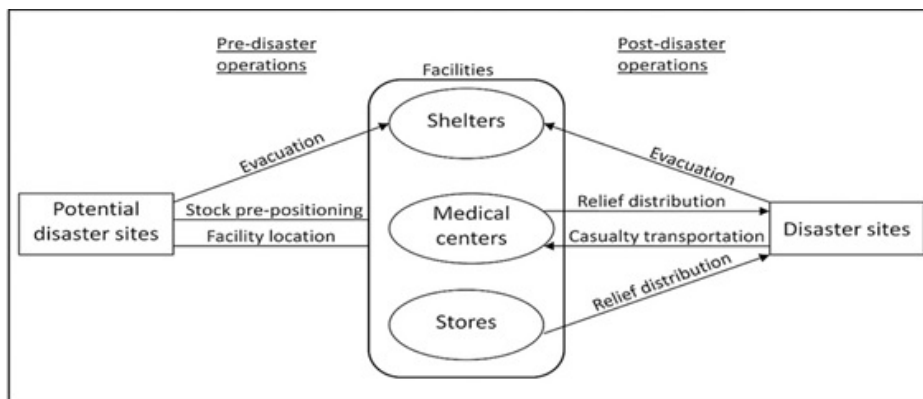 Pre-disaster
operations
Post-disaster
operations
Facilities
Shelters
Evacuation
Evacuation
Potential
disaster sites
Stock pre-positioning
Facility location
Medical
centers
Relief distribution
Casualty transportation
Disaster sites
Relief distribution
Stores